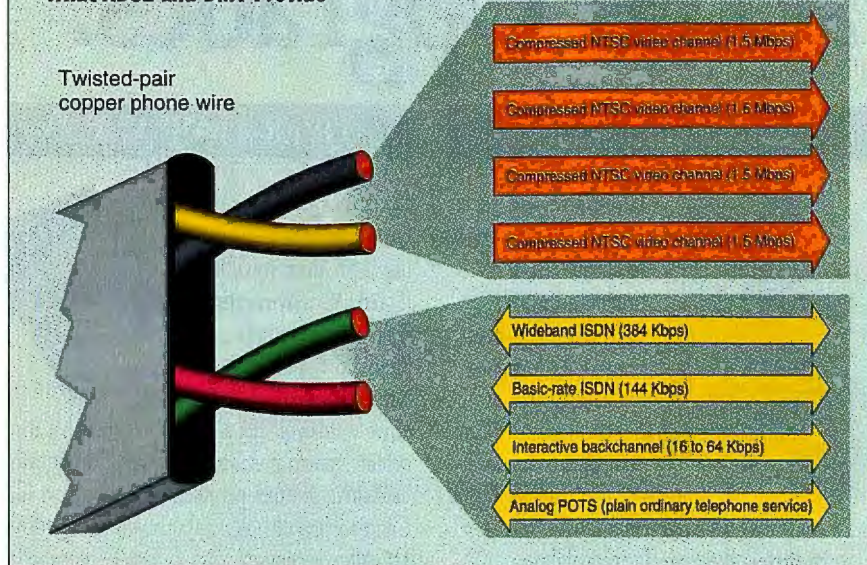 What ADSL and DMT Provide
Twisted-pair
copper phone wire
Compressed NTSC video channel (1.5 Mbps)
Compressed NTSC video channel (1.5 Mbps)
Compressed NTSC video channel (1.5 Mbps)
Compressed NTSC video channel (1.5 Mbps)
Wideband ISDN (384 Kbps)
Basic-rate ISDN (144 Kbps)
Interactive backchannel (16 to 64 Kbps)
Analog POTS (plain ordinary telephone service)